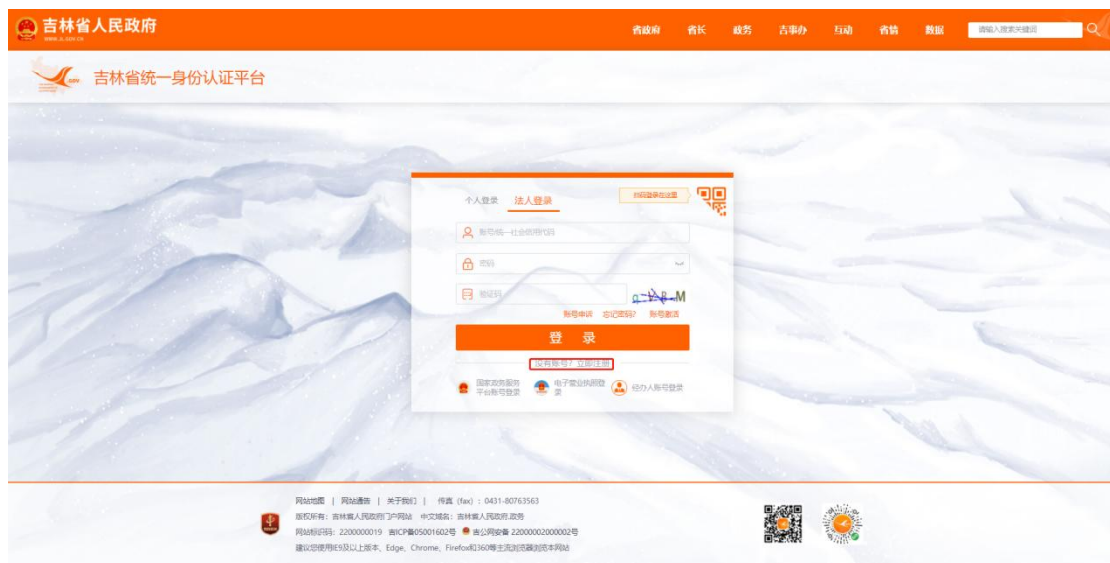 吉林省人民政府
WWW.JL.GOV.CN
省政府 省长 政务 吉事办 互动 省情 数据 请输入搜索关键词
吉林省统一身份认证平台
个人登录 法人登录 扫码登录在这里
账号/统一社会信用代码
密码
验证码
账号申诉 忘记密码? 账号激活
登 录
没有账号?立即注册
国家政务服务平台账号登录 电子营业执照登录 经办人账号登录
网站地图 | 网站通告 | 关于我们 | 传真 (fax) : 0431-80763563
版权所有: 吉林省人民政府门户网站 中文域名: 吉林省人民政府.政务
网站标识码: 2200000019 吉ICP备05001602号 吉公网安备 22000002000002号
建议您使用IE9及以上版本, Edge, Chrome, Firefox和360等主流浏览器浏览本网站